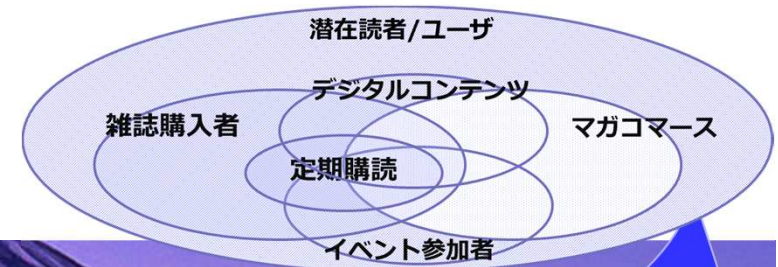 潜在読者/ユーザ
デジタルコンテンツ
雑誌購入者
マガコマース
定期購読
イベント参加者